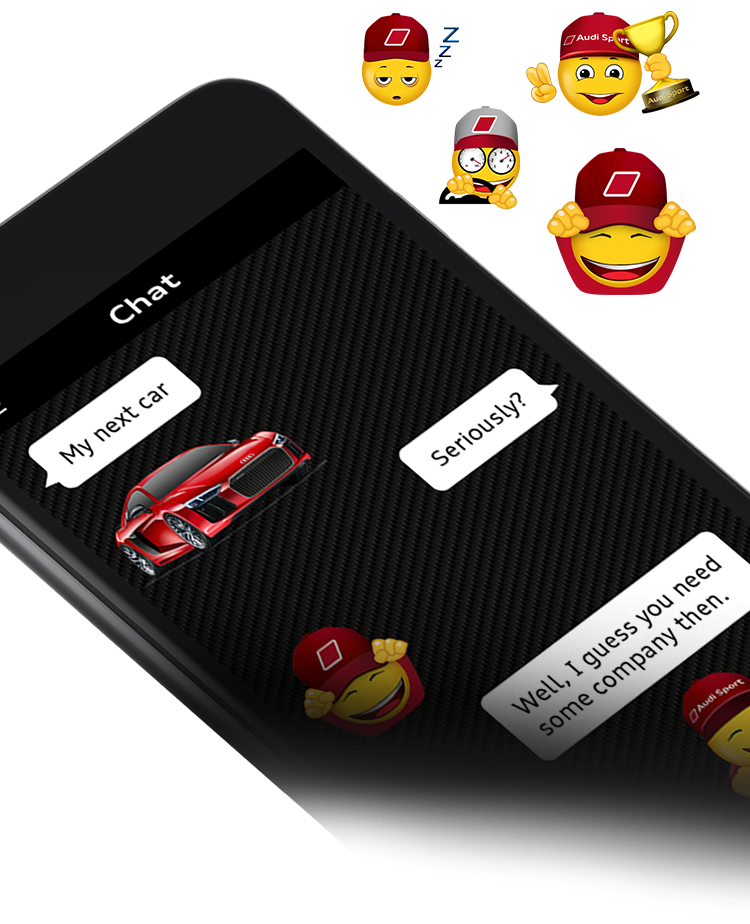 Z
Z
Z
Audi Sport
Audi Sport
Chat
My next car
Seriously?
Well, I guess you need
some company then.
Audi Sport